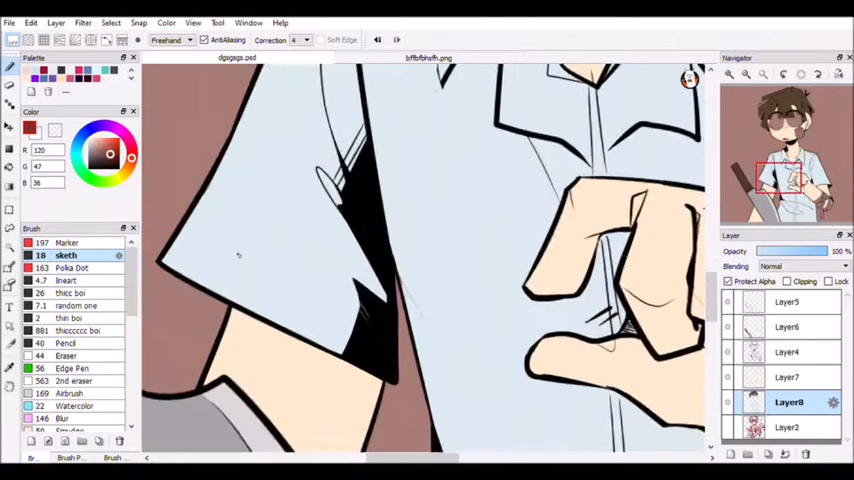 File Edit Layer Filter Select Snap Color View Tool Window Help
Freehand AntiAliasing Correction 4 Soft Edge
Palette
dgsgsgs.psd
bffbfbhsfh.png
Navigator
Color
R 120
G 47
B 36
Brush
197 Marker
18 sketh
163 Polka Dot
4.7 lineart
26 thicc boi
7.1 random one
2 thin boi
881 thicccccc boi
40 Pencil
44 Eraser
56 Edge Pen
563 2nd eraser
169 Airbrush
22 Watercolor
146 Blur
Br...
Brush P...
Brush ...
Layer
Opacity 100 %
Blending Normal
Protect Alpha Clipping Lock
Layer5
Layer6
Layer4
Layer7
Layer8
Layer2